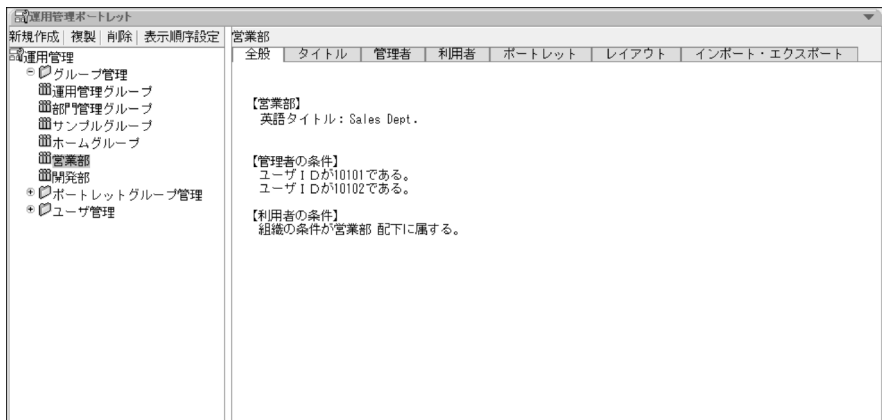 運用管理ポートレット
新規作成 複製 削除 表示順序設定
運用管理
グループ管理
運用管理グループ
部門管理グループ
サンプルグループ
ホームグループ
営業部
開発部
ポートレットグループ管理
ユーザ管理
営業部
全般 タイトル 管理者 利用者 ポートレット レイアウト インポート・エクスポート
【営業部】
英語タイトル：Sales Dept.
【管理者の条件】
ユーザＩＤが10101である。
ユーザＩＤが10102である。
【利用者の条件】
組織の条件が営業部 配下に属する。